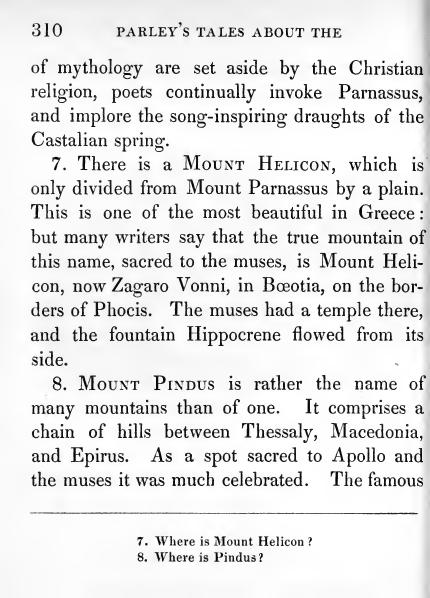 310 PARLEY'S TALES ABOUT THE
of mythology are set aside by the Christian
religion, poets continually invoke Parnassus,
and implore the song-inspiring draughts of the
Castalian spring.
7. There is a MOUNT HELICON, which is
only divided from Mount Parnassus by a plain.
This is one of the most beautiful in Greece:
but many writers say that the true mountain of
this name, sacred to the muses, is Mount Heli-
con, now Zagaro Vonni, in Bœotia, on the bor-
ders of Phocis. The muses had a temple there,
and the fountain Hippocrene flowed from its
side.
8. MOUNT PINDUS is rather the name of
many mountains than of one. It comprises a
chain of hills between Thessaly, Macedonia,
and Epirus. As a spot sacred to Apollo and
the muses it was much celebrated. The famous
7. Where is Mount Helicon?
8. Where is Pindus?